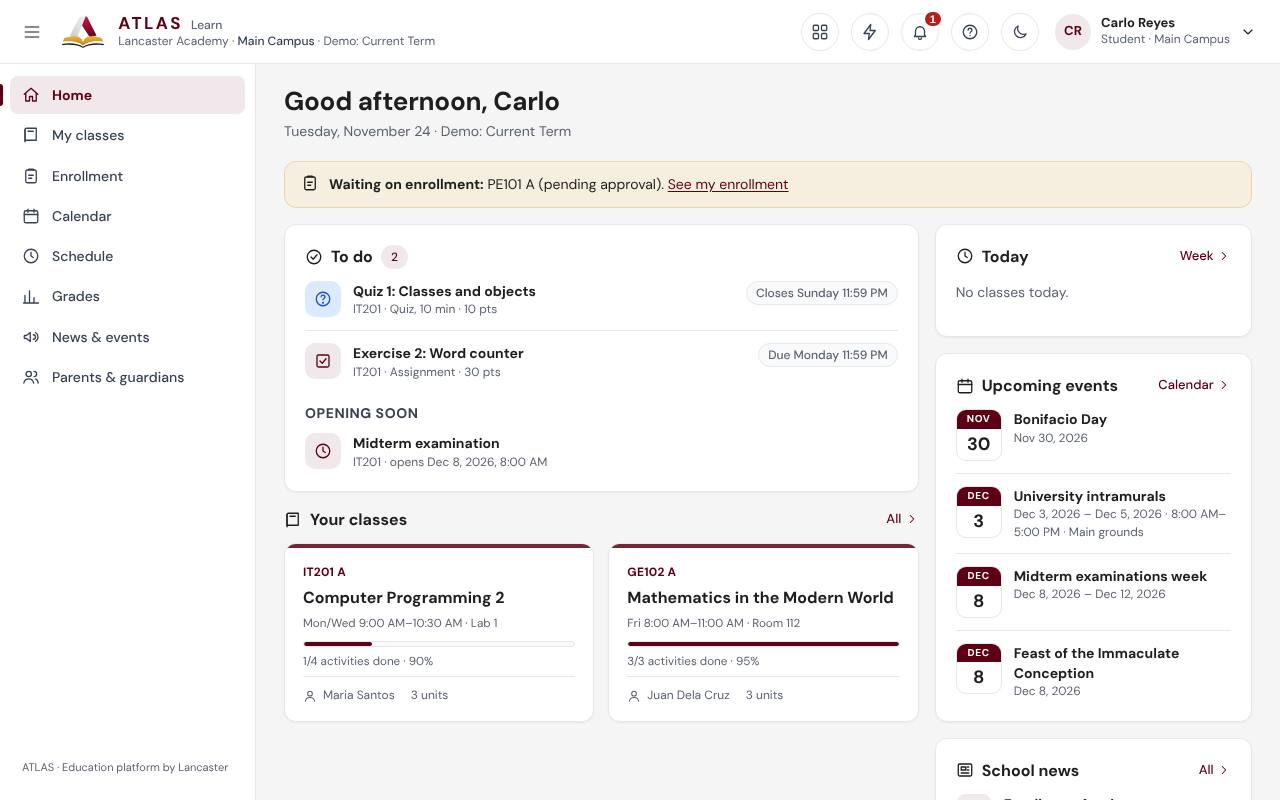 ATLAS Learn
Lancaster Academy · Main Campus · Demo: Current Term
1
CR
Carlo Reyes
Student · Main Campus
Home
My classes
Enrollment
Calendar
Schedule
Grades
News & events
Parents & guardians
ATLAS · Education platform by Lancaster
Good afternoon, Carlo
Tuesday, November 24 · Demo: Current Term
Waiting on enrollment: PE101 A (pending approval). See my enrollment
To do 2
Quiz 1: Classes and objects
IT201 · Quiz, 10 min · 10 pts
Closes Sunday 11:59 PM
Exercise 2: Word counter
IT201 · Assignment · 30 pts
Due Monday 11:59 PM
OPENING SOON
Midterm examination
IT201 · opens Dec 8, 2026, 8:00 AM
Your classes
All
IT201 A
Computer Programming 2
Mon/Wed 9:00 AM–10:30 AM · Lab 1
1/4 activities done · 90%
Maria Santos 3 units
GE102 A
Mathematics in the Modern World
Fri 8:00 AM–11:00 AM · Room 112
3/3 activities done · 95%
Juan Dela Cruz 3 units
Today
Week
No classes today.
Upcoming events
Calendar
NOV
30
Bonifacio Day
Nov 30, 2026
DEC
3
University intramurals
Dec 3, 2026 – Dec 5, 2026 · 8:00 AM–
5:00 PM · Main grounds
DEC
8
Midterm examinations week
Dec 8, 2026 – Dec 12, 2026
DEC
8
Feast of the Immaculate
Conception
Dec 8, 2026
School news
All